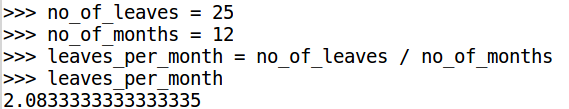 >>> no_of_leaves = 25
>>> no_of_months = 12
>>> leaves_per_month = no_of_leaves / no_of_months
>>> leaves_per_month
2.0833333333333335